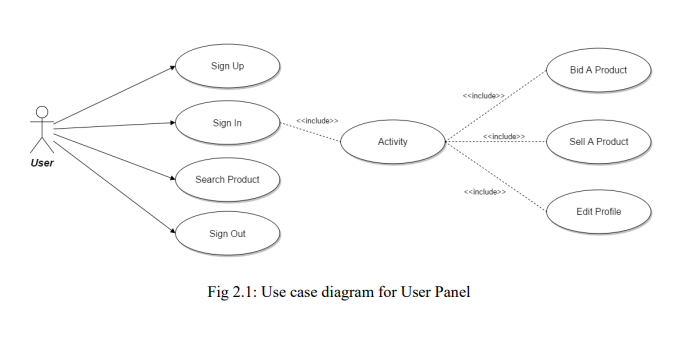 Sign Up
Sign In
Search Product
Sign Out
User
<<include>>
Activity
<<include>>
<<include>>
<<include>>
Bid A Product
Sell A Product
Edit Profile
Fig 2.1: Use case diagram for User Panel